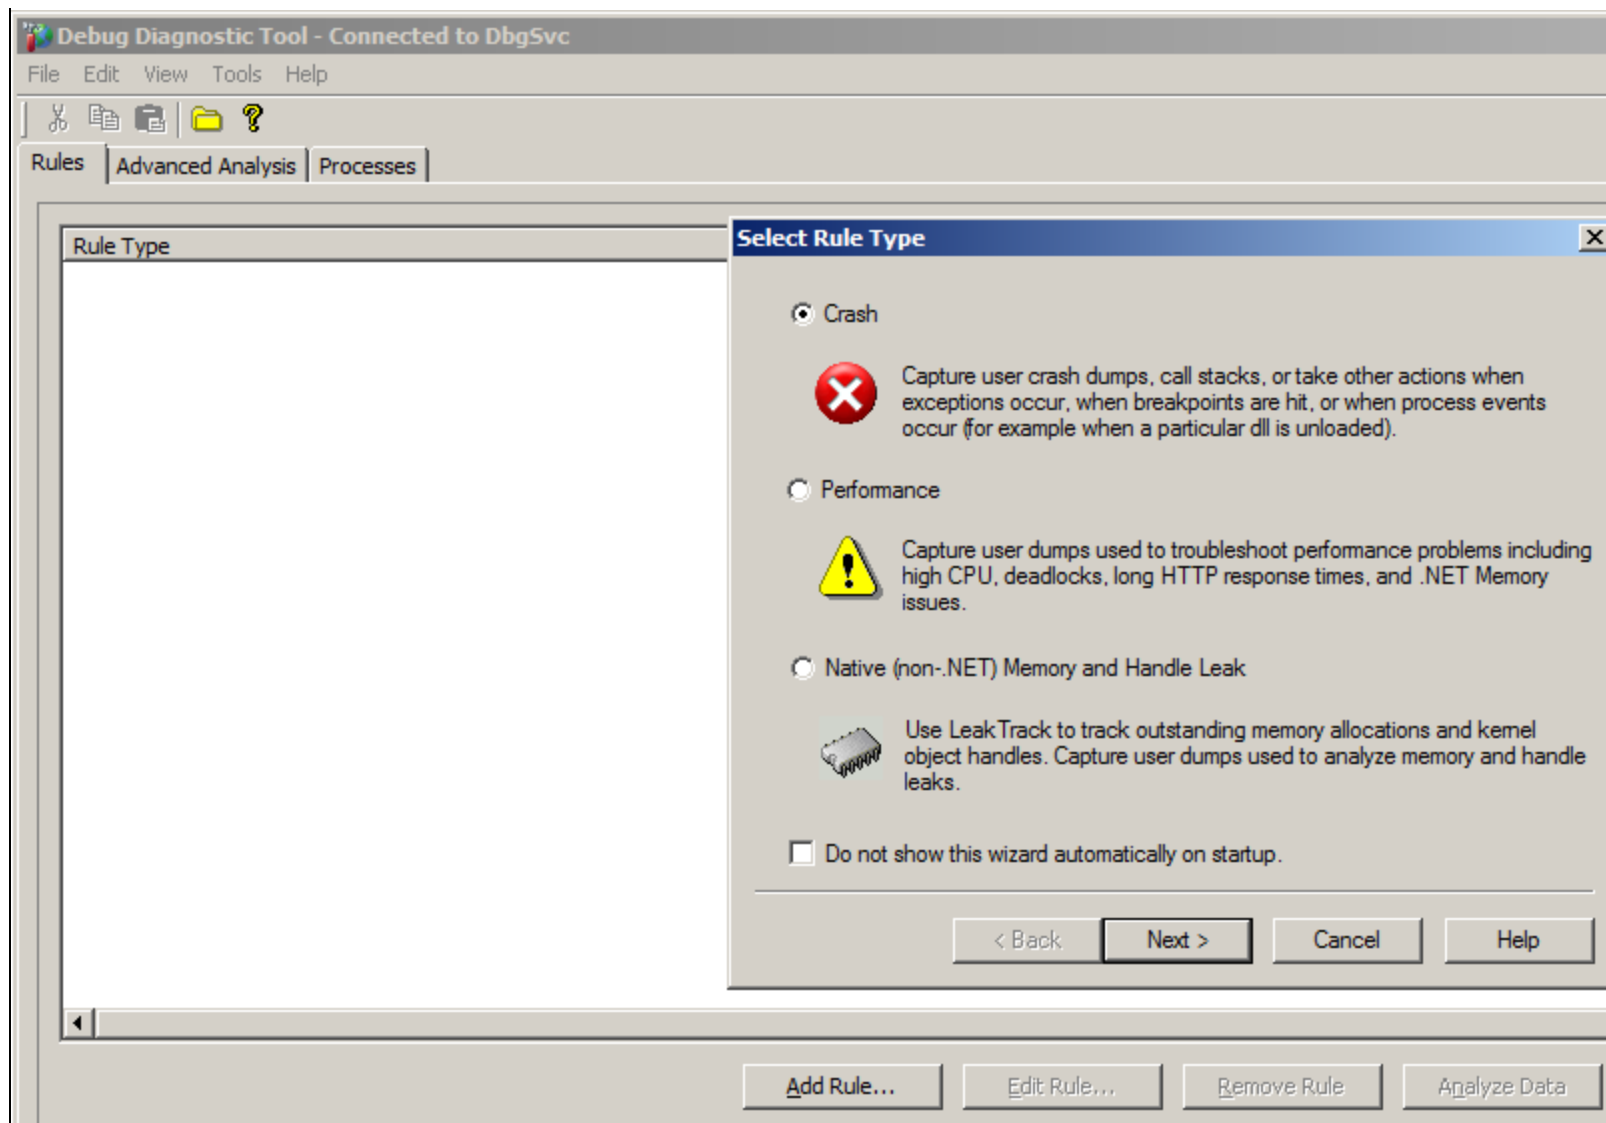 Debug Diagnostic Tool - Connected to DbgSvc
File Edit View Tools Help
Rules Advanced Analysis Processes
Rule Type
Select Rule Type
Crash
Capture user crash dumps, call stacks, or take other actions when
exceptions occur, when breakpoints are hit, or when process events
occur (for example when a particular dll is unloaded).
Performance
Capture user dumps used to troubleshoot performance problems including
high CPU, deadlocks, long HTTP response times, and .NET Memory
issues.
Native (non-.NET) Memory and Handle Leak
Use LeakTrack to track outstanding memory allocations and kernel
object handles. Capture user dumps used to analyze memory and handle
leaks.
Do not show this wizard automatically on startup.
< Back Next > Cancel Help
Add Rule... Edit Rule... Remove Rule Analyze Data